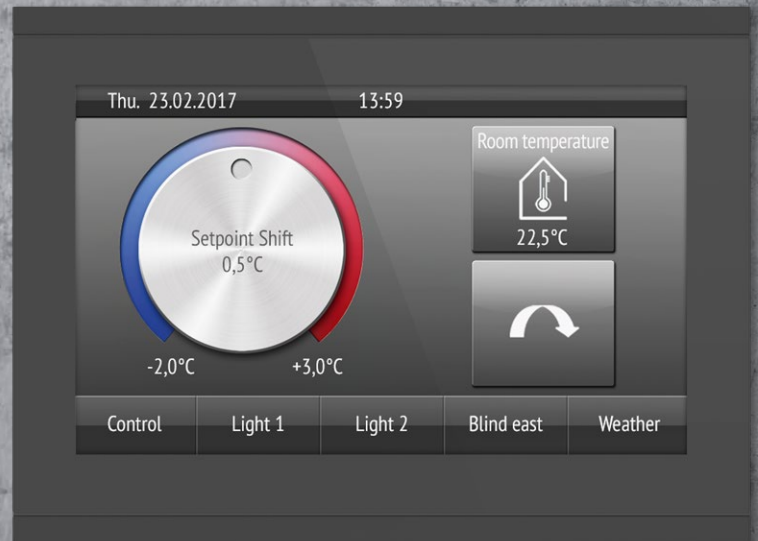 Thu. 23.02.2017 13:59
Room temperature
22,5°C
Setpoint Shift
0,5°C
-2,0°C +3,0°C
Control Light 1 Light 2 Blind east Weather